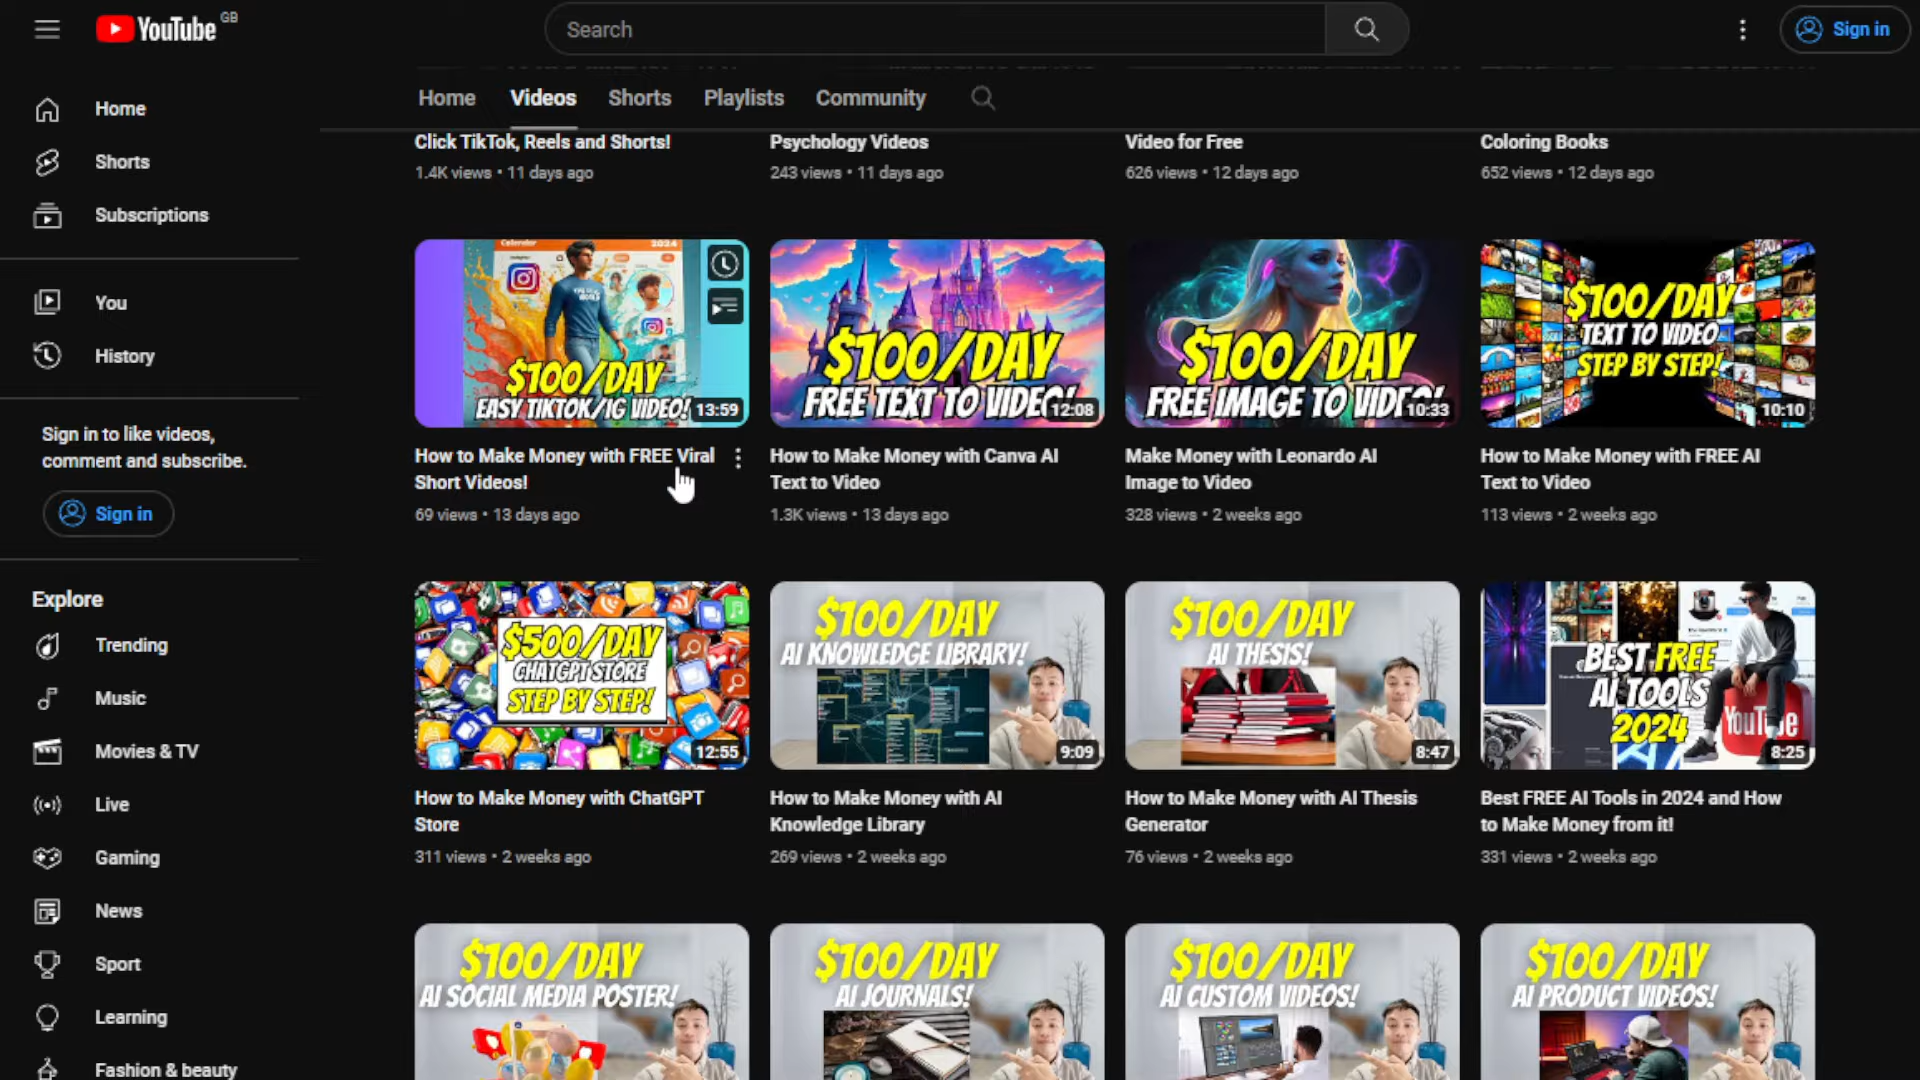 YouTube GB
Search
Sign in
Home
Shorts
Subscriptions
You
History
Sign in to like videos,
comment and subscribe.
Sign in
Explore
Trending
Music
Movies & TV
Live
Gaming
News
Sport
Learning
Fashion & beauty
Home Videos Shorts Playlists Community
Click TikTok, Reels and Shorts!
1.4K views • 11 days ago
Psychology Videos
243 views • 11 days ago
Video for Free
626 views • 12 days ago
Coloring Books
652 views • 12 days ago
Calendar 2024
$100/DAY
EASY TIKTOK/IG VIDEO!
13:59
How to Make Money with FREE Viral
Short Videos!
69 views • 13 days ago
$100/DAY
FREE TEXT TO VIDEO!
12:08
How to Make Money with Canva AI
Text to Video
1.3K views • 13 days ago
$100/DAY
FREE IMAGE TO VIDEO!
10:33
Make Money with Leonardo AI
Image to Video
328 views • 2 weeks ago
$100/DAY
TEXT TO VIDEO
STEP BY STEP!
10:10
How to Make Money with FREE AI
Text to Video
113 views • 2 weeks ago
$500/DAY
CHATGPT STORE
STEP BY STEP!
12:55
How to Make Money with ChatGPT
Store
311 views • 2 weeks ago
$100/DAY
AI KNOWLEDGE LIBRARY!
9:09
How to Make Money with AI
Knowledge Library
269 views • 2 weeks ago
$100/DAY
AI THESIS!
8:47
How to Make Money with AI Thesis
Generator
76 views • 2 weeks ago
BEST FREE
AI TOOLS
2024
YouTube
8:25
Best FREE AI Tools in 2024 and How
to Make Money from it!
331 views • 2 weeks ago
$100/DAY
AI SOCIAL MEDIA POSTER!
$100/DAY
AI JOURNALS!
$100/DAY
AI CUSTOM VIDEOS!
$100/DAY
AI PRODUCT VIDEOS!